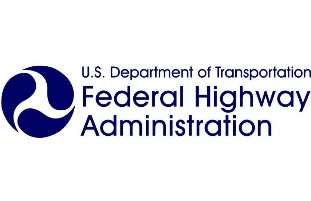 U.S. Department of Transportation
Federal Highway
Administration